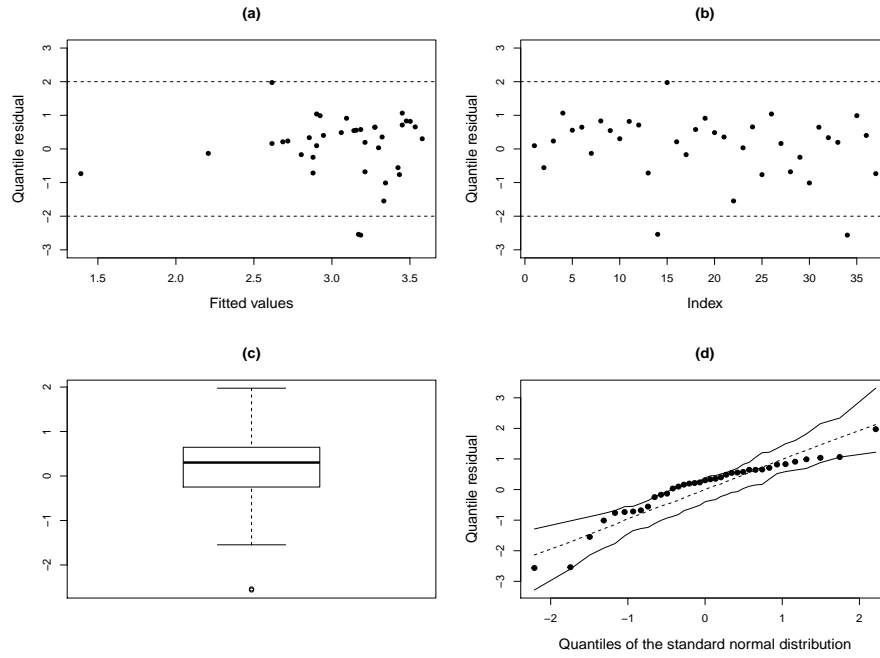 (a)
Quantile residual
3
2
1
0
−1
−2
−3
1.5 2.0 2.5 3.0 3.5
Fitted values
(b)
Quantile residual
3
2
1
0
−1
−2
−3
0 5 10 15 20 25 30 35
Index
(c)
2
1
0
−1
−2
(d)
Quantile residual
3
2
1
0
−1
−2
−3
−2 −1 0 1 2
Quantiles of the standard normal distribution